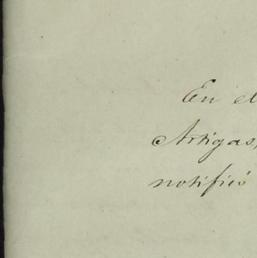 En el
Artigas,
notificó